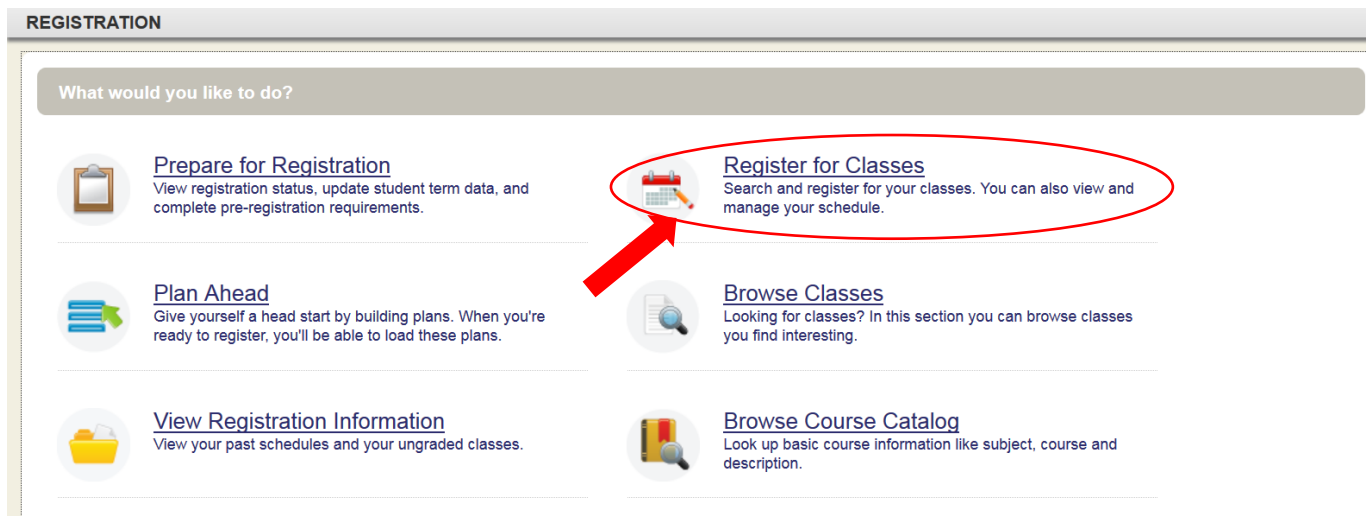 REGISTRATION
What would you like to do?
Prepare for Registration
View registration status, update student term data, and
complete pre-registration requirements.
Register for Classes
Search and register for your classes. You can also view and
manage your schedule.
Plan Ahead
Give yourself a head start by building plans. When you're
ready to register, you'll be able to load these plans.
Browse Classes
Looking for classes? In this section you can browse classes
you find interesting.
View Registration Information
View your past schedules and your ungraded classes.
Browse Course Catalog
Look up basic course information like subject, course and
description.